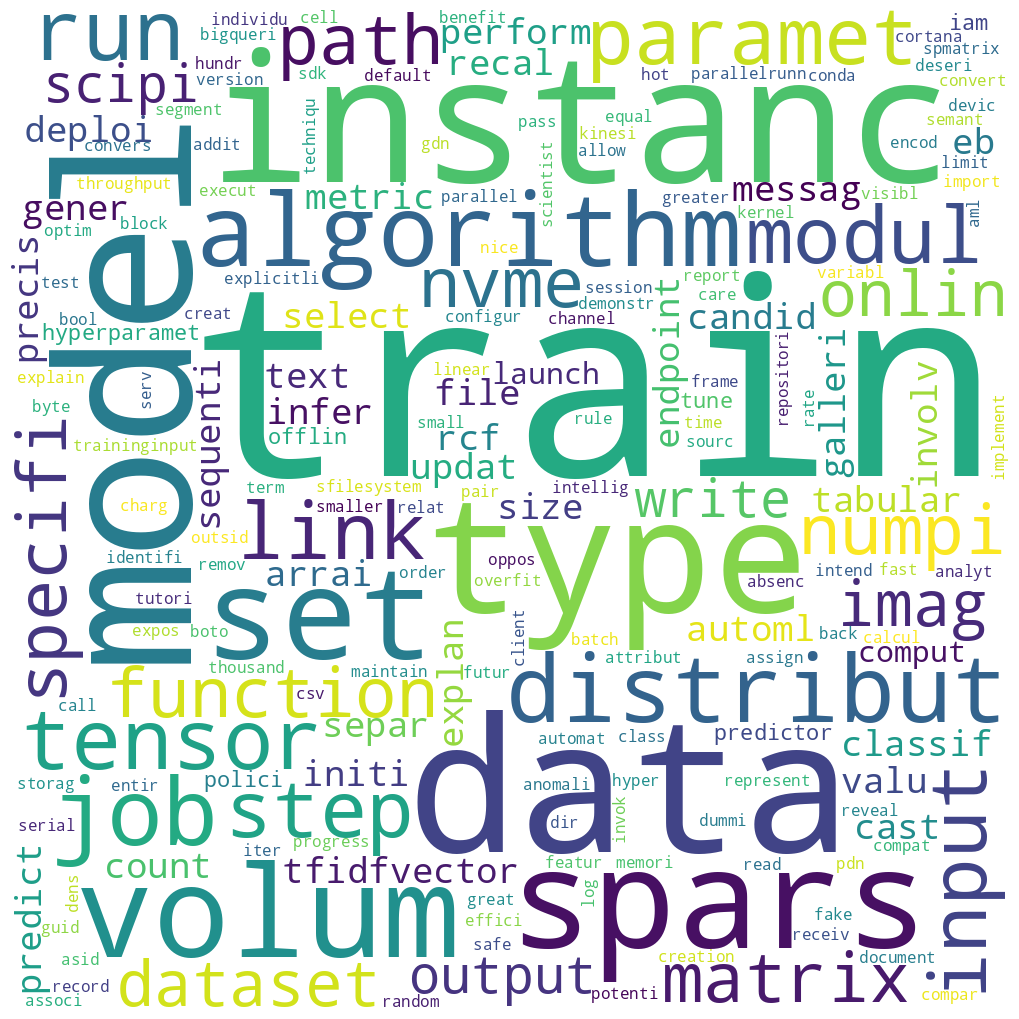 run
path
paramet
scipi
instanc
perform
recal
individu
bigqueri
cell
benefit
hundr
version
sdk
default
hot
parallelrunn
conda
iam
cortana
spmatrix
deseri
convert
segment
techniqu
pass
equal
kinesi
allow
devic
semant
deploi
convers
addit
gdn
encod
eb
limit
import
throughput
execut
metric
parallel
scientist
greater
messag
kernel
visibl
aml
gener
optim
block
algorithm
modul
nice
precis
test
explicitli
nvme
session
demonstr
report
care
variabl
bool
creat
select
configur
channel
endpoint
candid
onlin
hyperparamet
model
train
explain
serv
sequenti
text
linear
launch
frame
tune
repositori
rate
galleri
involv
implement
byte
infer
file
small
rule
time
sourc
traininginput
offlin
rcf
updat
specifi
term
sfilesystem
pair
intellig
charg
link
smaller
relat
size
write
tabular
outsid
type
numpi
identifi
remov
arrai
order
oppos
overfit
absenc
intend
fast
analyt
tutori
set
imag
expos
boto
explan
client
batch
automl
back
calcul
thousand
maintain
futur
attribut
assign
comput
call
function
csv
distribut
tensor
separ
automat
class
predictor
classif
storag
entir
polici
initi
data
anomali
hyper
represent
valu
input
job
step
dir
invok
dummi
reveal
cast
serial
progress
compat
predict
iter
count
tfidfvector
featur
memori
read
pdn
dens
volum
great
log
spars
fake
guid
effici
safe
receiv
asid
creation
document
record
dataset
output
matrix
associ
random
potenti
compar